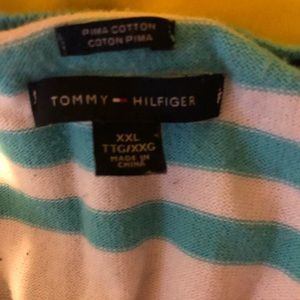 PIMA COTTON
COTON PIMA
TOMMY HILFIGER
XXL
TTG/XXG
MADE IN
CHINA